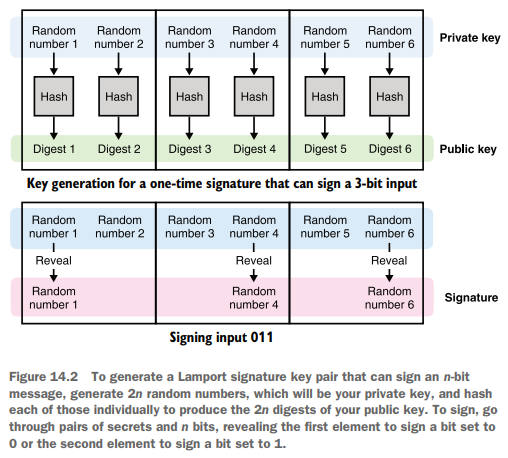 Random Random Random Random Random Random
number 1 number 2 number 3 number 4 number 5 number 6 Private key
Hash Hash Hash Hash Hash Hash
Digest 1 Digest 2 Digest 3 Digest 4 Digest 5 Digest 6 Public key
Key generation for a one-time signature that can sign a 3-bit input
Random Random Random Random Random Random
number 1 number 2 number 3 number 4 number 5 number 6
Reveal Reveal Reveal
Random Random Random
number 1 number 4 number 6 Signature
Signing input 011
Figure 14.2 To generate a Lamport signature key pair that can sign an n-bit
message, generate 2n random numbers, which will be your private key, and hash
each of those individually to produce the 2n digests of your public key. To sign, go
through pairs of secrets and n bits, revealing the first element to sign a bit set to
0 or the second element to sign a bit set to 1.